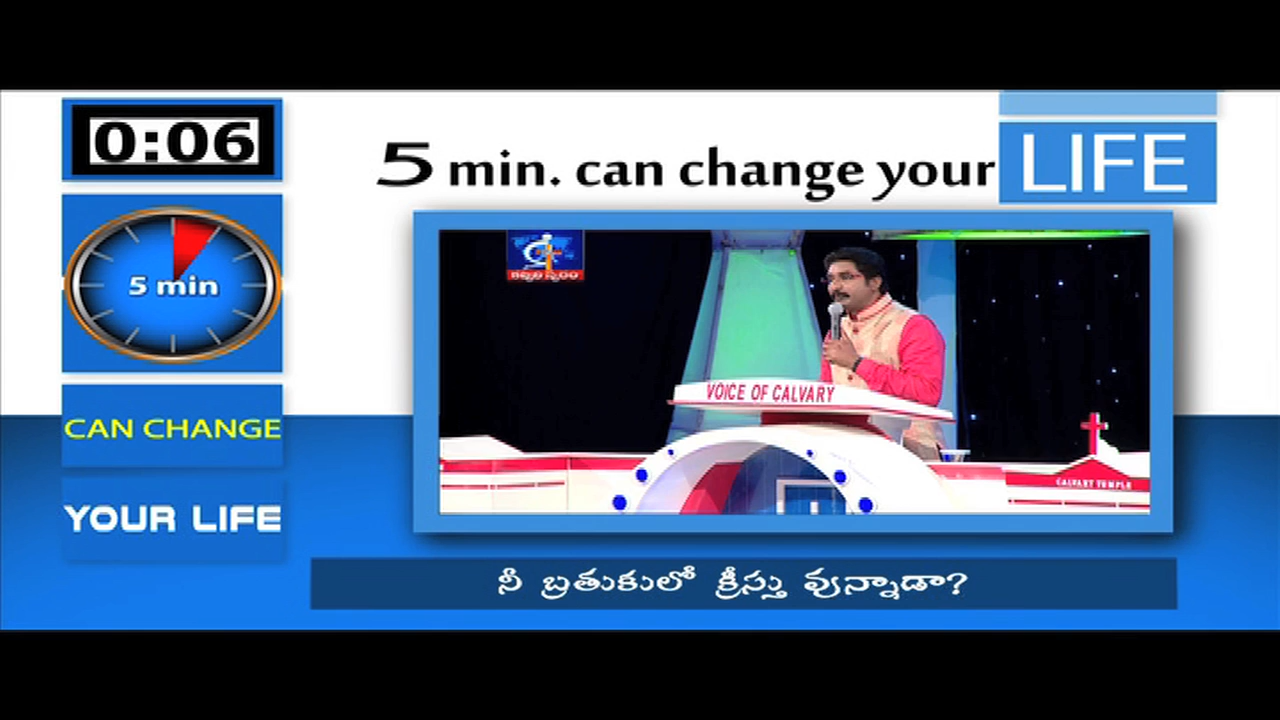 0:06
5 min. can change your LIFE
5 min
CAN CHANGE
YOUR LIFE
VOICE OF CALVARY
CALVARY TEMPLE
నీ బ్రతుకులో క్రీస్తు వున్నాడా?